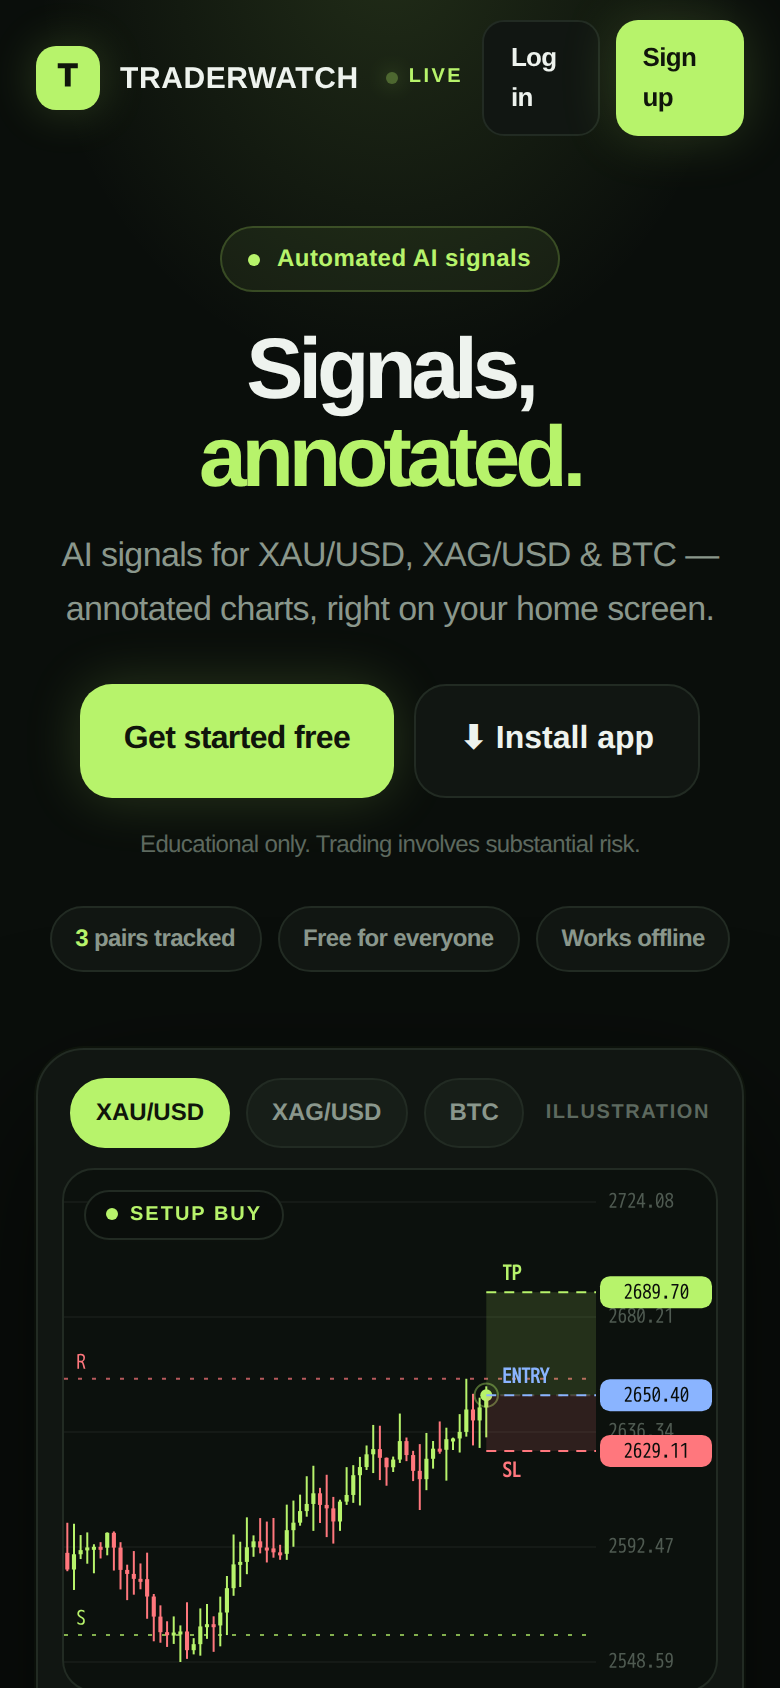 T TRADERWATCH LIVE
Log in
Sign up
Automated AI signals
Signals,
annotated.
AI signals for XAU/USD, XAG/USD & BTC —
annotated charts, right on your home screen.
Get started free
⬇ Install app
Educational only. Trading involves substantial risk.
3 pairs tracked
Free for everyone
Works offline
XAU/USD XAG/USD BTC ILLUSTRATION
SETUP BUY
2724.08
TP
2689.70
2680.21
R
ENTRY
2650.40
2636.34
2629.11
SL
2592.47
S
2548.59